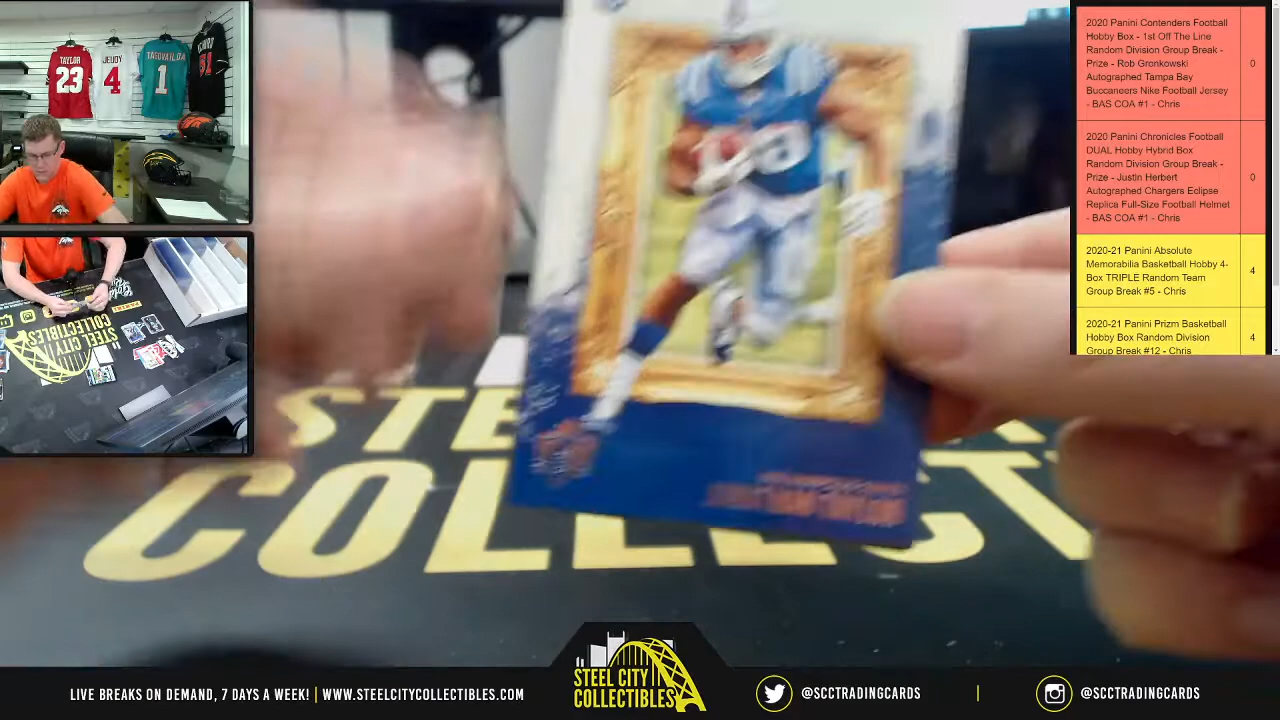 TAYLOR
23
JEUDY
4
TAGOVAILOA
1
STEEL
COLLECT
COLLECTIBLES
2020 Panini Contenders Football
Hobby Box - 1st Off The Line
Random Division Group Break -
Prize - Rob Gronkowski
Autographed Tampa Bay
Buccaneers Nike Football Jersey
- BAS COA #1 - Chris
0
2020 Panini Chronicles Football
DUAL Hobby Hybrid Box
Random Division Group Break -
Prize - Justin Herbert
Autographed Chargers Eclipse
Replica Full-Size Football Helmet
- BAS COA #1 - Chris
0
2020-21 Panini Absolute
Memorabilia Basketball Hobby 4-
Box TRIPLE Random Team
Group Break #5 - Chris
4
2020-21 Panini Prizm Basketball
Hobby Box Random Division
Group Break #12 - Chris
4
LIVE BREAKS ON DEMAND, 7 DAYS A WEEK! | WWW.STEELCITYCOLLECTIBLES.COM
STEEL CITY
COLLECTIBLES
@SCCTRADINGCARDS
@SCCTRADINGCARDS